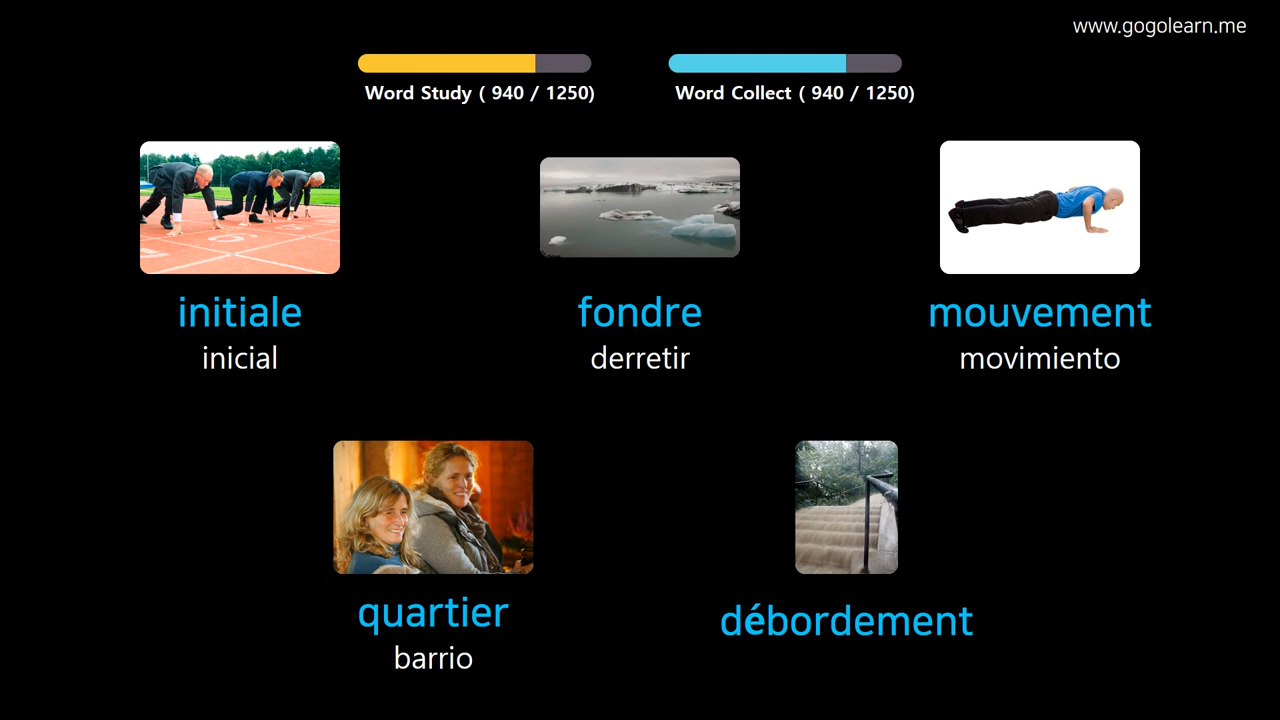 www.gogolearn.me
Word Study ( 940 / 1250)
Word Collect ( 940 / 1250)
initiale
inicial
fondre
derretir
mouvement
movimiento
quartier
barrio
débordement